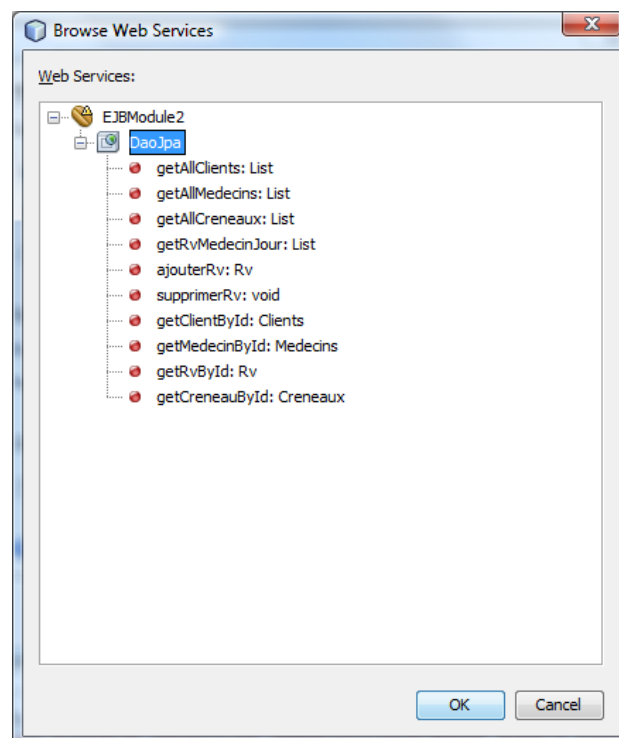 Browse Web Services
Web Services:
EJBModule2
DaoJpa
getAllClients: List
getAllMedecins: List
getAllCreneaux: List
getRvMedecinJour: List
ajouterRv: Rv
supprimerRv: void
getClientById: Clients
getMedecinById: Medecins
getRvById: Rv
getCreneauById: Creneaux
OK Cancel